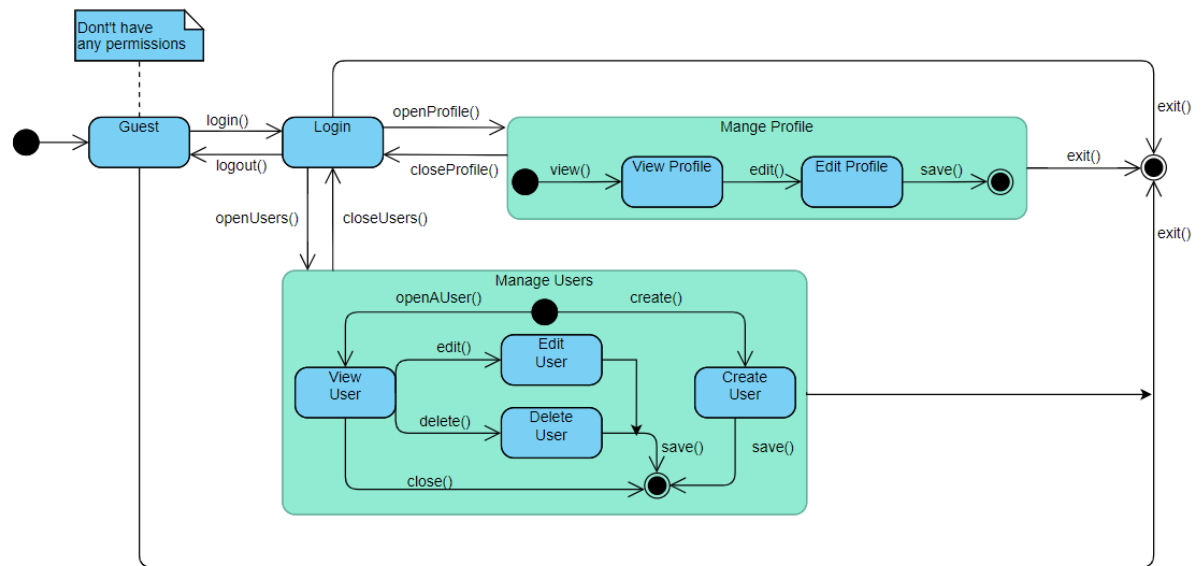 Dont't have
any permissions
Guest
login()
logout()
Login
openProfile()
closeProfile()
Mange Profile
view()
View Profile
edit()
Edit Profile
save()
exit()
exit()
exit()
openUsers()
closeUsers()
Manage Users
openAUser()
create()
View
User
edit()
Edit
User
delete()
Delete
User
Create
User
save()
save()
close()